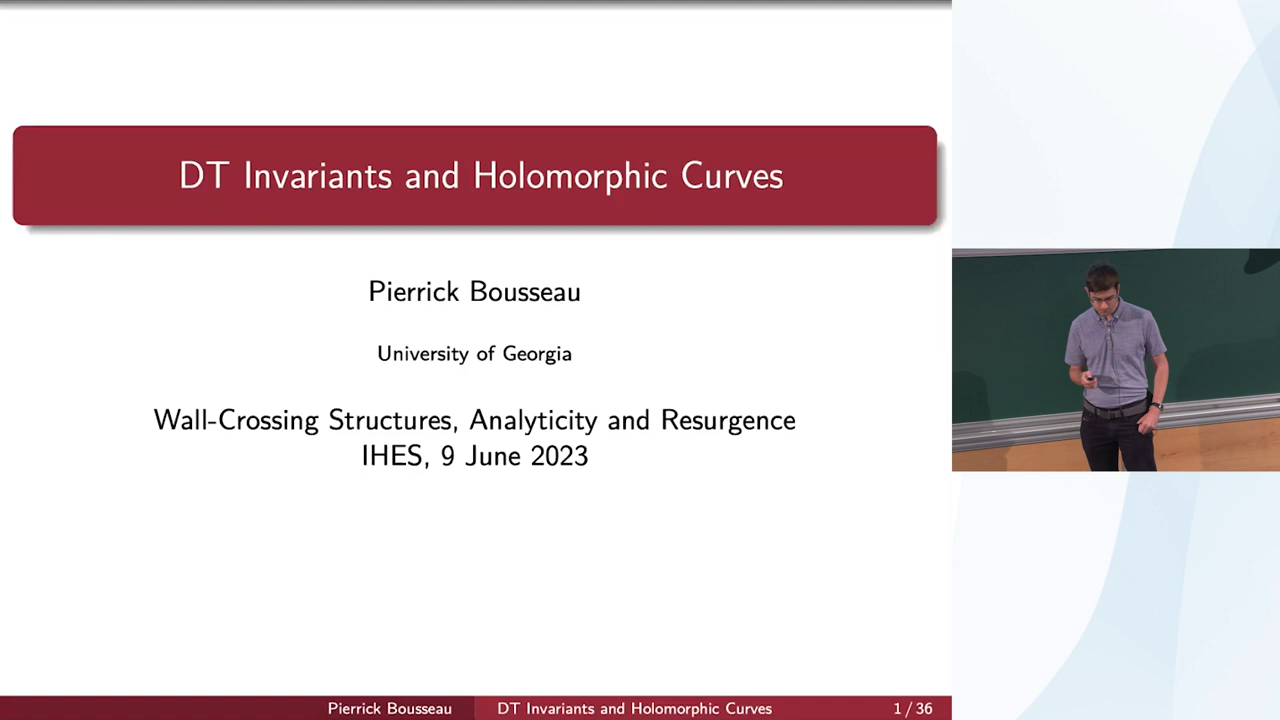 DT Invariants and Holomorphic Curves
Pierrick Bousseau
University of Georgia
Wall-Crossing Structures, Analyticity and Resurgence
IHES, 9 June 2023
Pierrick Bousseau DT Invariants and Holomorphic Curves 1 / 36